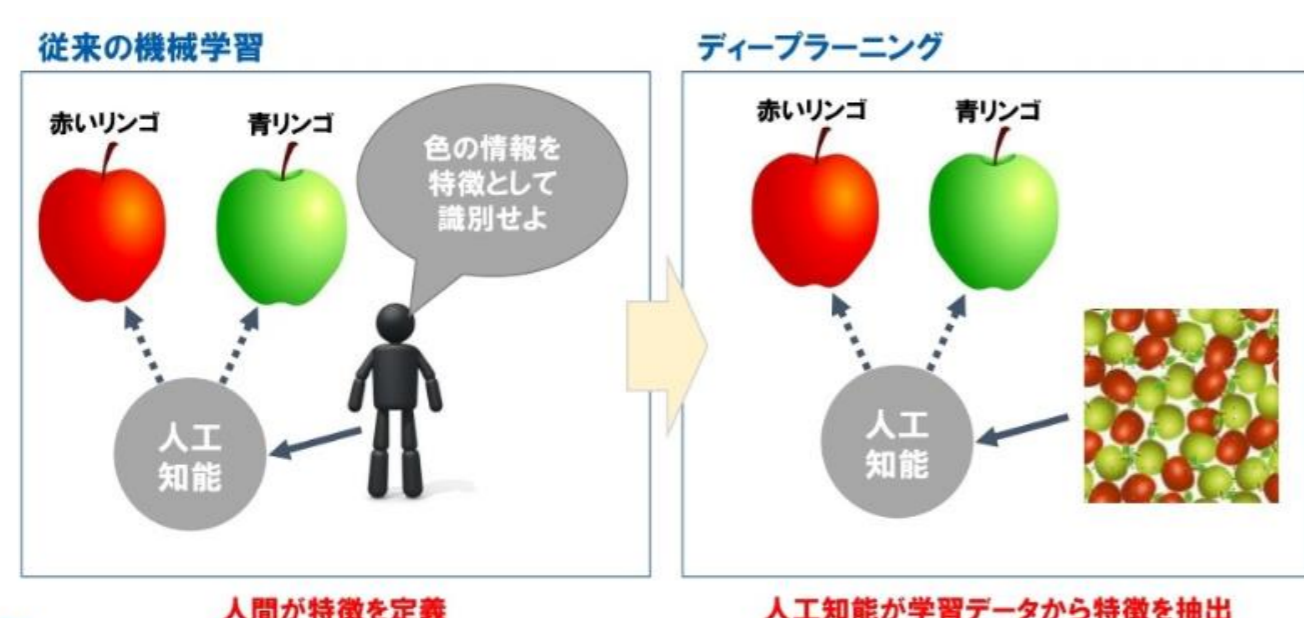 従来の機械学習
赤いリンゴ
青リンゴ
色の情報を
特徴として
識別せよ
人工
知能
人間が特徴を定義
ディープラーニング
赤いリンゴ
青リンゴ
人工
知能
人工知能が学習データから特徴を抽出